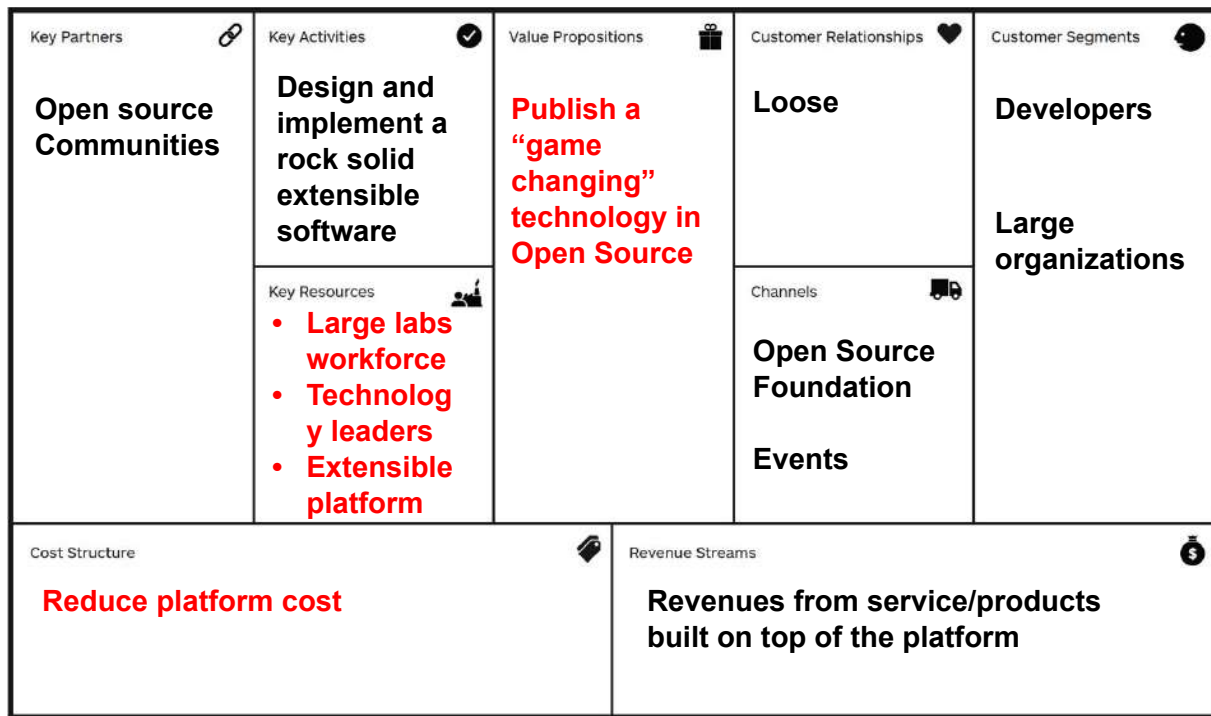 Key Partners
Open source
Communities
Key Activities
Design and
implement a
rock solid
extensible
software
Key Resources
• Large labs
workforce
• Technolog
y leaders
• Extensible
platform
Value Propositions
Publish a
“game
changing”
technology in
Open Source
Customer Relationships
Loose
Channels
Open Source
Foundation
Events
Customer Segments
Developers
Large
organizations
Cost Structure
Reduce platform cost
Revenue Streams
$
Revenues from service/products
built on top of the platform